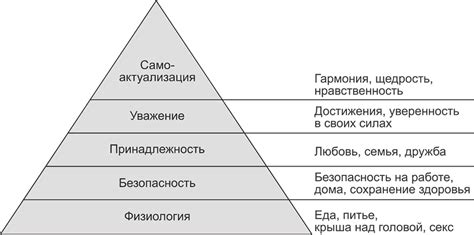 Само-
актуализация
Гармония, щедрость,
нравственность
Уважение
Достижения, уверенность
в своих силах
Принадлежность
Любовь, семья, дружба
Безопасность
Безопасность на работе,
дома, сохранение здоровья
Физиология
Еда, питье,
крыша над головой, секс